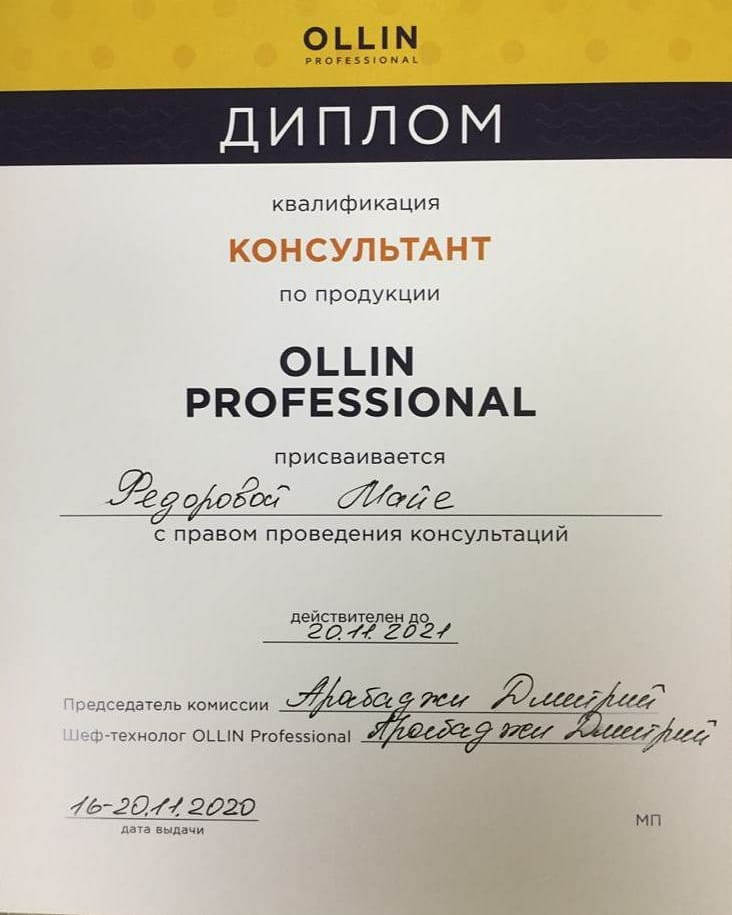 OLLIN
PROFESSIONAL
ДИПЛОМ
квалификация
КОНСУЛЬТАНТ
по продукции
OLLIN
PROFESSIONAL
присваивается
Федоровой Майе
с правом проведения консультаций
действителен до
20.11.2021
Председатель комиссии Арабаджи Дмитрий
Шеф-технолог OLLIN Professional Арабаджи Дмитрий
16-20.11.2020
дата выдачи
МП